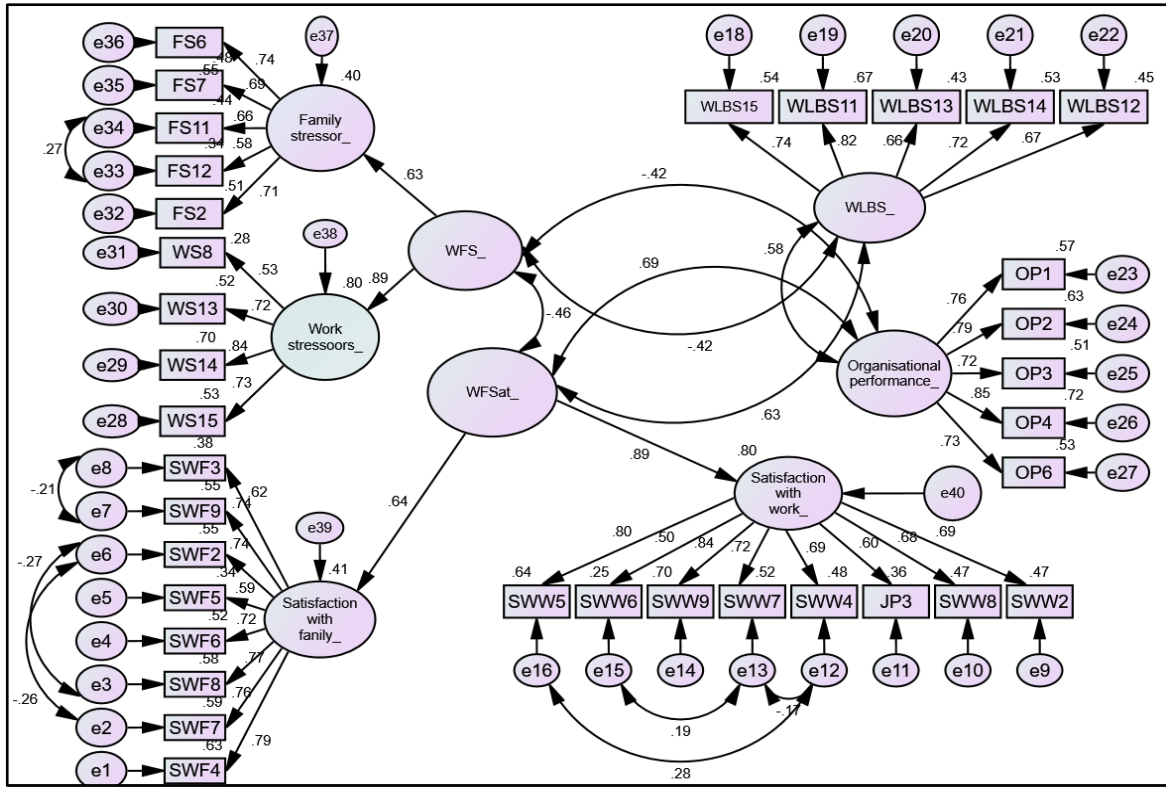 e36
FS6
.48
.74
e35
FS7
.55
.69
e34
FS11
.44
.66
.27
e33
FS12
.34
.58
e32
FS2
.51
.71
e37
.40
Family
stressor_
.63
e31
WS8
.28
.53
e30
WS13
.52
.72
e29
WS14
.70
.84
e28
WS15
.53
.73
e38
.80
.89
Work
stressoors_
WFS_
-.46
WFSat_
-.42
.69
-.42
.63
.58
e18
e19
e20
e21
e22
.54
.67
.43
.53
.45
WLBS15
WLBS11
WLBS13
WLBS14
WLBS12
.74
.82
.66
.72
.67
WLBS_
Organisational
performance_
.57
OP1
e23
.76
.63
OP2
e24
.79
.51
OP3
e25
.72
.72
OP4
e26
.85
.53
OP6
e27
.73
e8
SWF3
.38
.62
-.21
e7
SWF9
.55
.74
e6
SWF2
.55
.74
-.27
e5
SWF5
.34
.59
e4
SWF6
.52
.72
e3
SWF8
.58
.77
-.26
e2
SWF7
.59
.76
e1
SWF4
.63
.79
e39
.41
Satisfaction
with
fanily_
.64
.89
.80
Satisfaction
with
work_
e40
.80
.50
.84
.72
.69
.60
.68
.69
.64
.25
.70
.52
.48
.36
.47
.47
SWW5
SWW6
SWW9
SWW7
SWW4
JP3
SWW8
SWW2
e16
e15
e14
e13
e12
e11
e10
e9
-.17
.19
.28